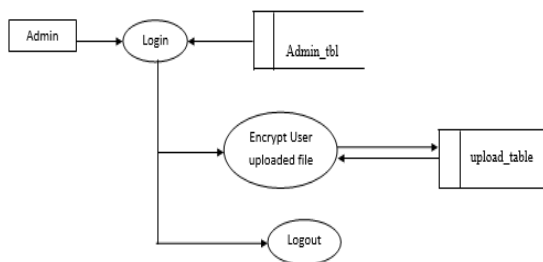 Admin
Login
Admin_tbl
Encrypt User
uploaded file
upload_table
Logout